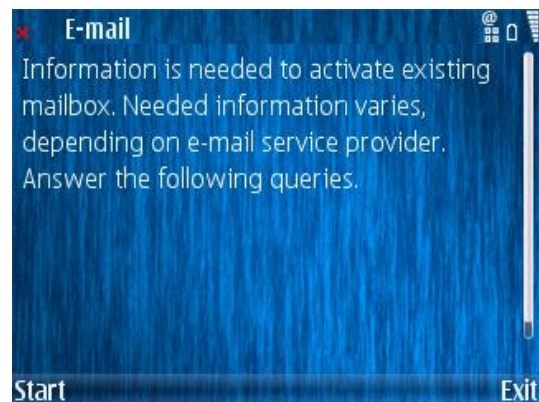 E-mail
Information is needed to activate existing
mailbox. Needed information varies,
depending on e-mail service provider.
Answer the following queries.
Start Exit